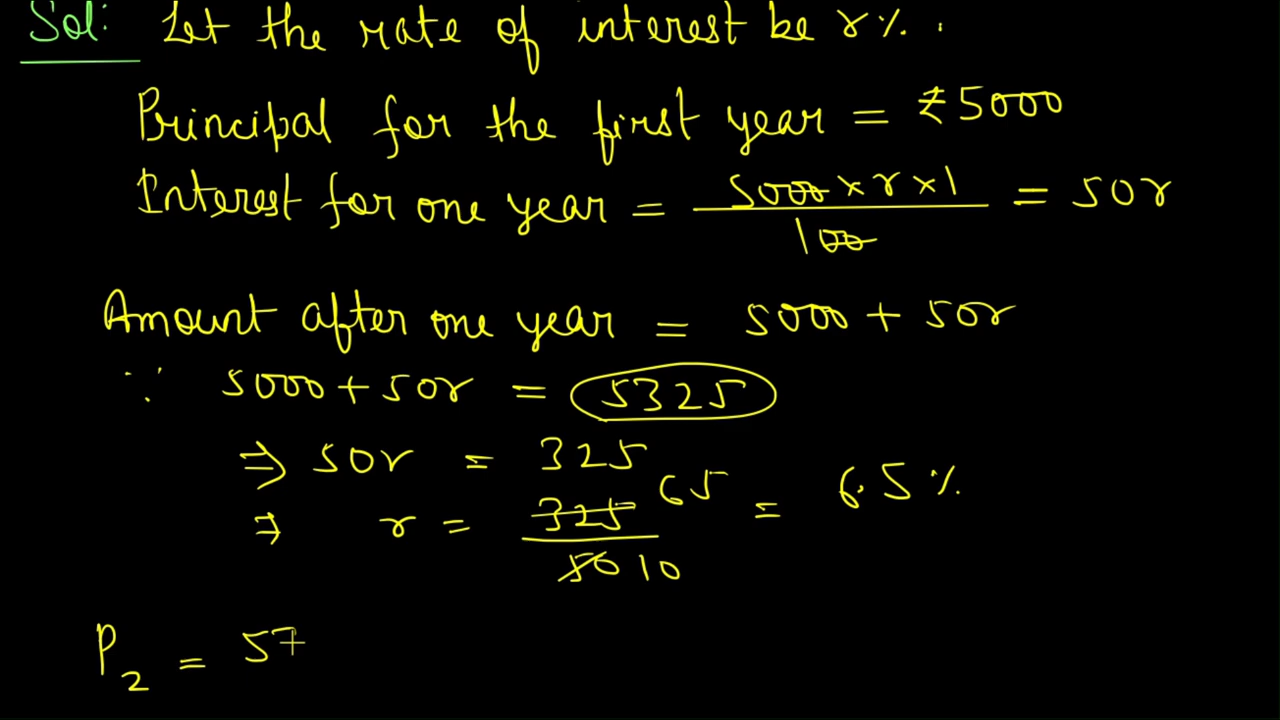 Sol: Let the rate of interest be r%.
Principal for the first year = ₹5000
Interest for one year = 5000 × r × 1 / 100 = 50r
Amount after one year = 5000 + 50r
∵ 5000 + 50r = 5325
⇒ 50r = 325
⇒ r = 325 65 / 50 10 = 6.5%
P2 = 57